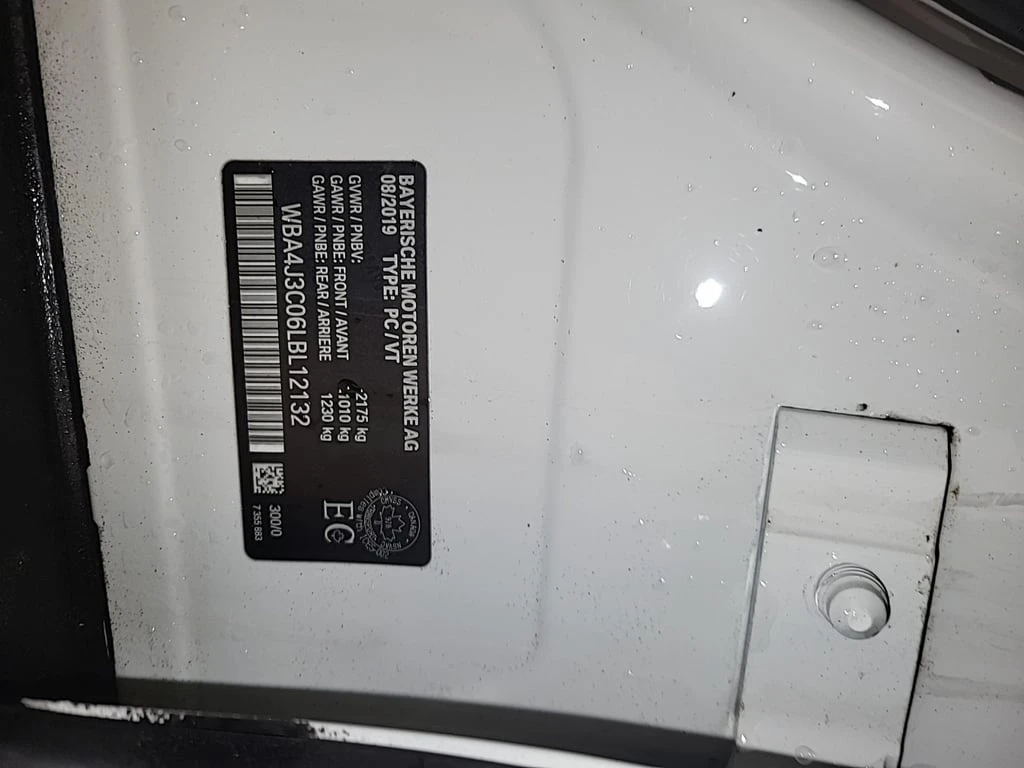 BAYERISCHE MOTOREN WERKE AG
08/2019 TYPE: PC/VT
GVWR / PNBV: 2175 kg
GAWR / PNBE: FRONT / AVANT 1010 kg
GAWR / PNBE: REAR / ARRIERE 1230 kg
WBA4J3C06LBL12132
EC
300/0
7 355 883